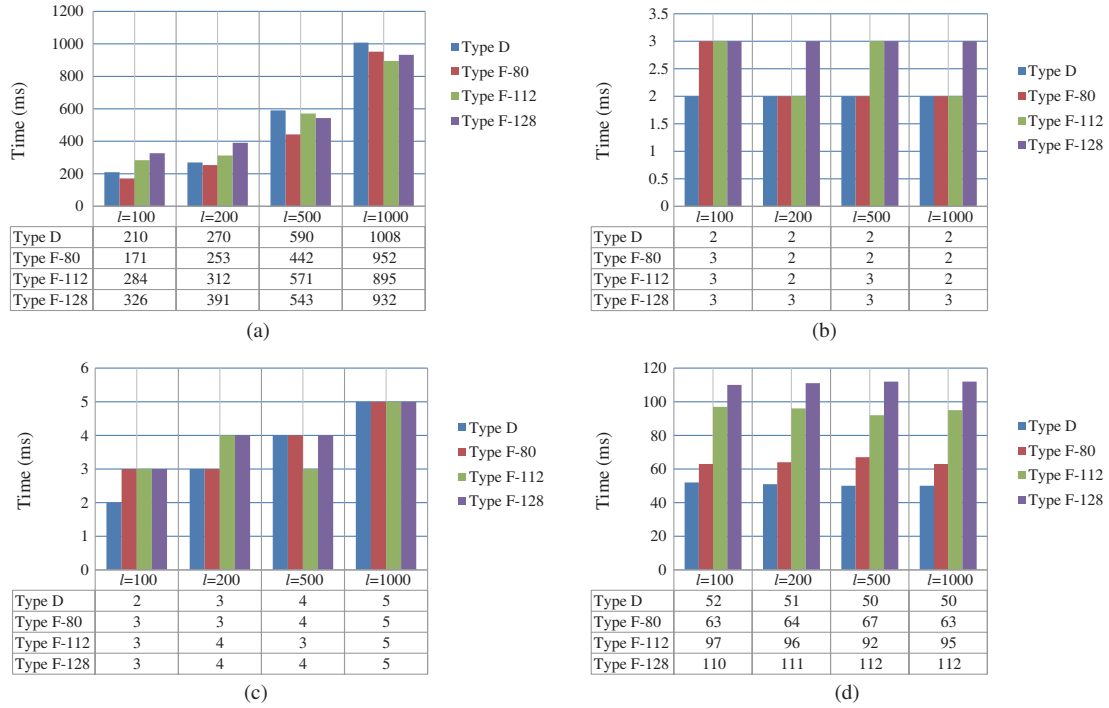 1200
1000
800
600
400
200
0
Time (ms)
Type D
Type F-80
Type F-112
Type F-128
l=100 l=200 l=500 l=1000
Type D 210 270 590 1008
Type F-80 171 253 442 952
Type F-112 284 312 571 895
Type F-128 326 391 543 932
(a)
3.5
3
2.5
2
1.5
1
0.5
0
Time (ms)
Type D
Type F-80
Type F-112
Type F-128
l=100 l=200 l=500 l=1000
Type D 2 2 2 2
Type F-80 3 2 2 2
Type F-112 3 2 3 2
Type F-128 3 3 3 3
(b)
6
5
4
3
2
1
0
Time (ms)
Type D
Type F-80
Type F-112
Type F-128
l=100 l=200 l=500 l=1000
Type D 2 3 4 5
Type F-80 3 3 4 5
Type F-112 3 4 3 5
Type F-128 3 4 4 5
(c)
120
100
80
60
40
20
0
Time (ms)
Type D
Type F-80
Type F-112
Type F-128
l=100 l=200 l=500 l=1000
Type D 52 51 50 50
Type F-80 63 64 67 63
Type F-112 97 96 92 95
Type F-128 110 111 112 112
(d)